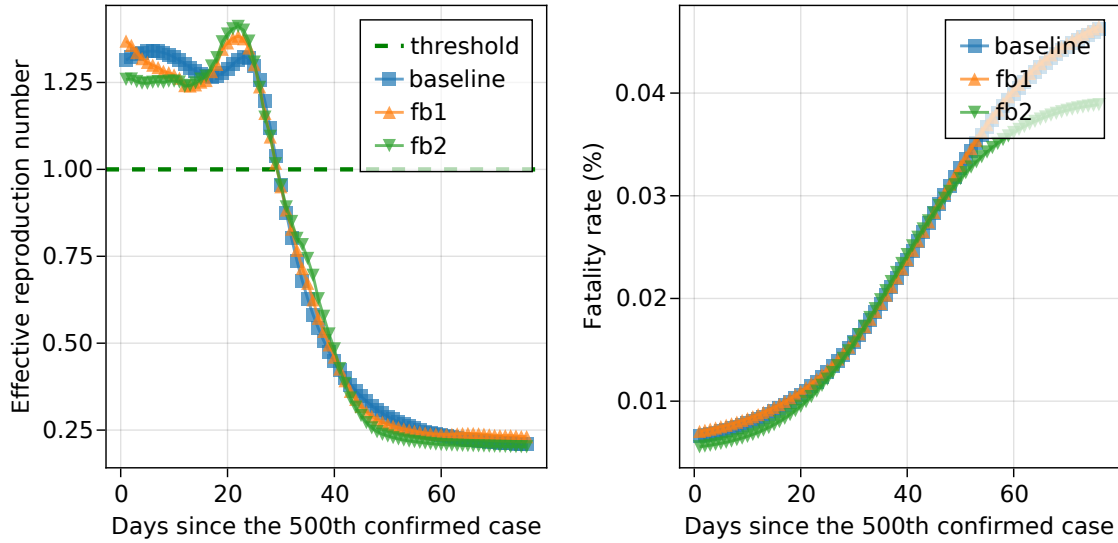 Effective reproduction number
1.25
1.00
0.75
0.50
0.25
0 20 40 60
Days since the 500th confirmed case
threshold
baseline
fb1
fb2
Fatality rate (%)
0.04
0.03
0.02
0.01
0 20 40 60
Days since the 500th confirmed case
baseline
fb1
fb2